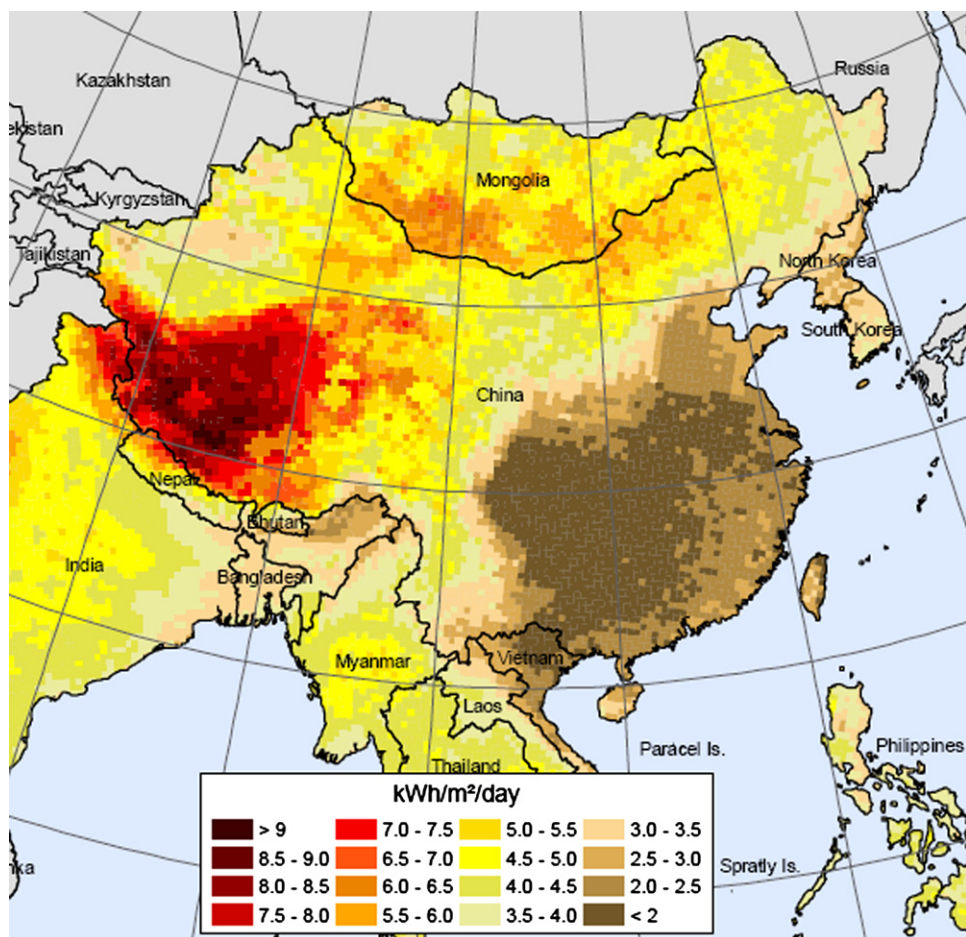 Russia
Kazakhstan
ekistan
Mongolia
Kyrgyzstan
Tajikistan
North Korea
South Korea
China
Nepal
Bhutan
India
Bangladesh
Myanmar
Vietnam
Laos
Paracel Is.
Philippines
Thailand
kWh/m²/day
> 9 7.0 - 7.5 5.0 - 5.5 3.0 - 3.5
8.5 - 9.0 6.5 - 7.0 4.5 - 5.0 2.5 - 3.0
8.0 - 8.5 6.0 - 6.5 4.0 - 4.5 2.0 - 2.5
7.5 - 8.0 5.5 - 6.0 3.5 - 4.0 < 2
Spratly Is.
nka